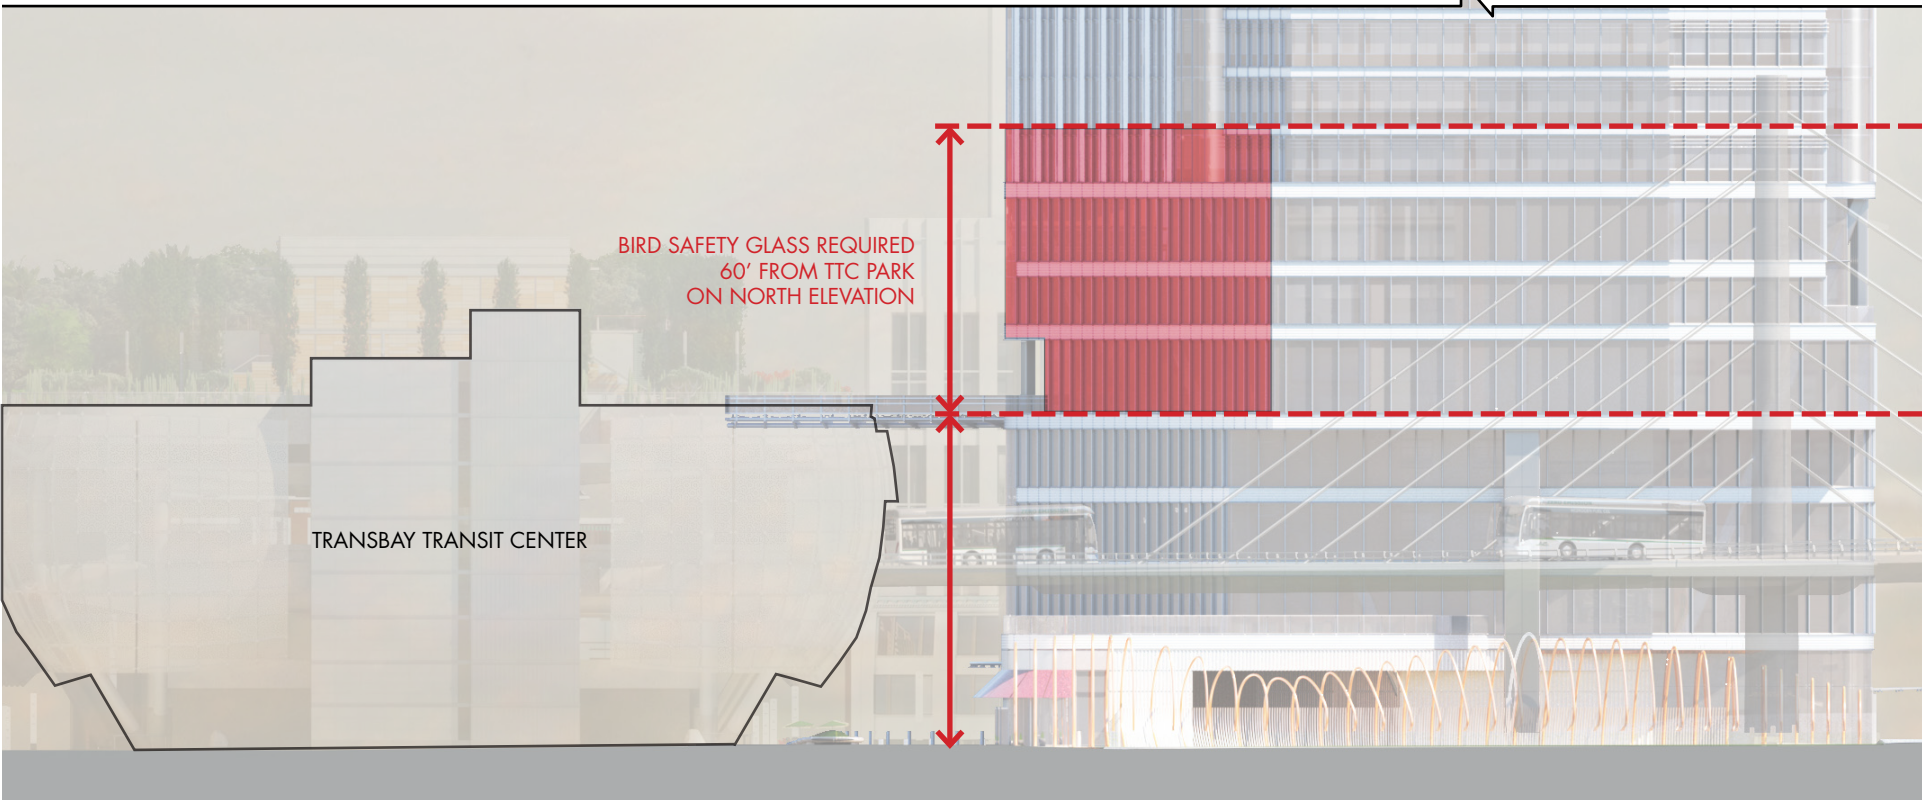 BIRD SAFETY GLASS REQUIRED
60' FROM TTC PARK
ON NORTH ELEVATION
TRANSBAY TRANSIT CENTER